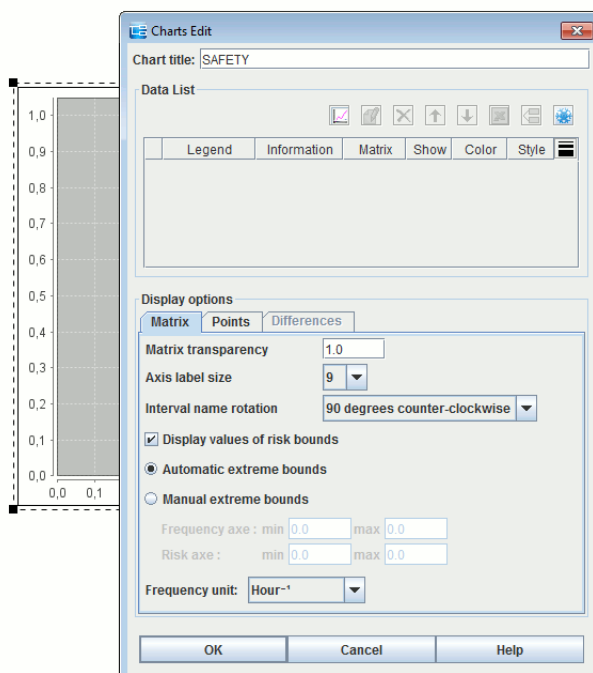 Charts Edit
Chart title: SAFETY
Data List
Legend Information Matrix Show Color Style
Display options
Matrix Points Differences
Matrix transparency 1.0
Axis label size 9
Interval name rotation 90 degrees counter-clockwise
Display values of risk bounds
Automatic extreme bounds
Manual extreme bounds
Frequency axe : min 0.0 max 0.0
Risk axe : min 0.0 max 0.0
Frequency unit: Hour⁻¹
OK Cancel Help
1,0
0,9
0,8
0,7
0,6
0,5
0,4
0,3
0,2
0,1
0,0
0,0 0,1